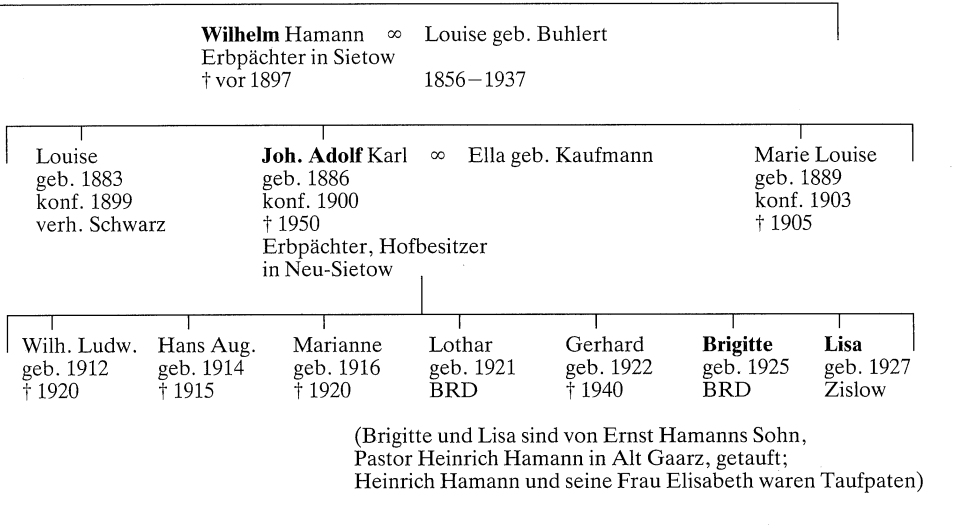 Wilhelm Hamann ∞ Louise geb. Buhlert
Erbpächter in Sietow
† vor 1897 1856–1937
Louise
geb. 1883
konf. 1899
verh. Schwarz
Joh. Adolf Karl ∞ Ella geb. Kaufmann
geb. 1886
konf. 1900
† 1950
Erbpächter, Hofbesitzer
in Neu-Sietow
Marie Louise
geb. 1889
konf. 1903
† 1905
Wilh. Ludw.
geb. 1912
† 1920
Hans Aug.
geb. 1914
† 1915
Marianne
geb. 1916
† 1920
Lothar
geb. 1921
BRD
Gerhard
geb. 1922
† 1940
Brigitte
geb. 1925
BRD
Lisa
geb. 1927
Zislow
(Brigitte und Lisa sind von Ernst Hamanns Sohn,
Pastor Heinrich Hamann in Alt Gaarz, getauft;
Heinrich Hamann und seine Frau Elisabeth waren Taufpaten)